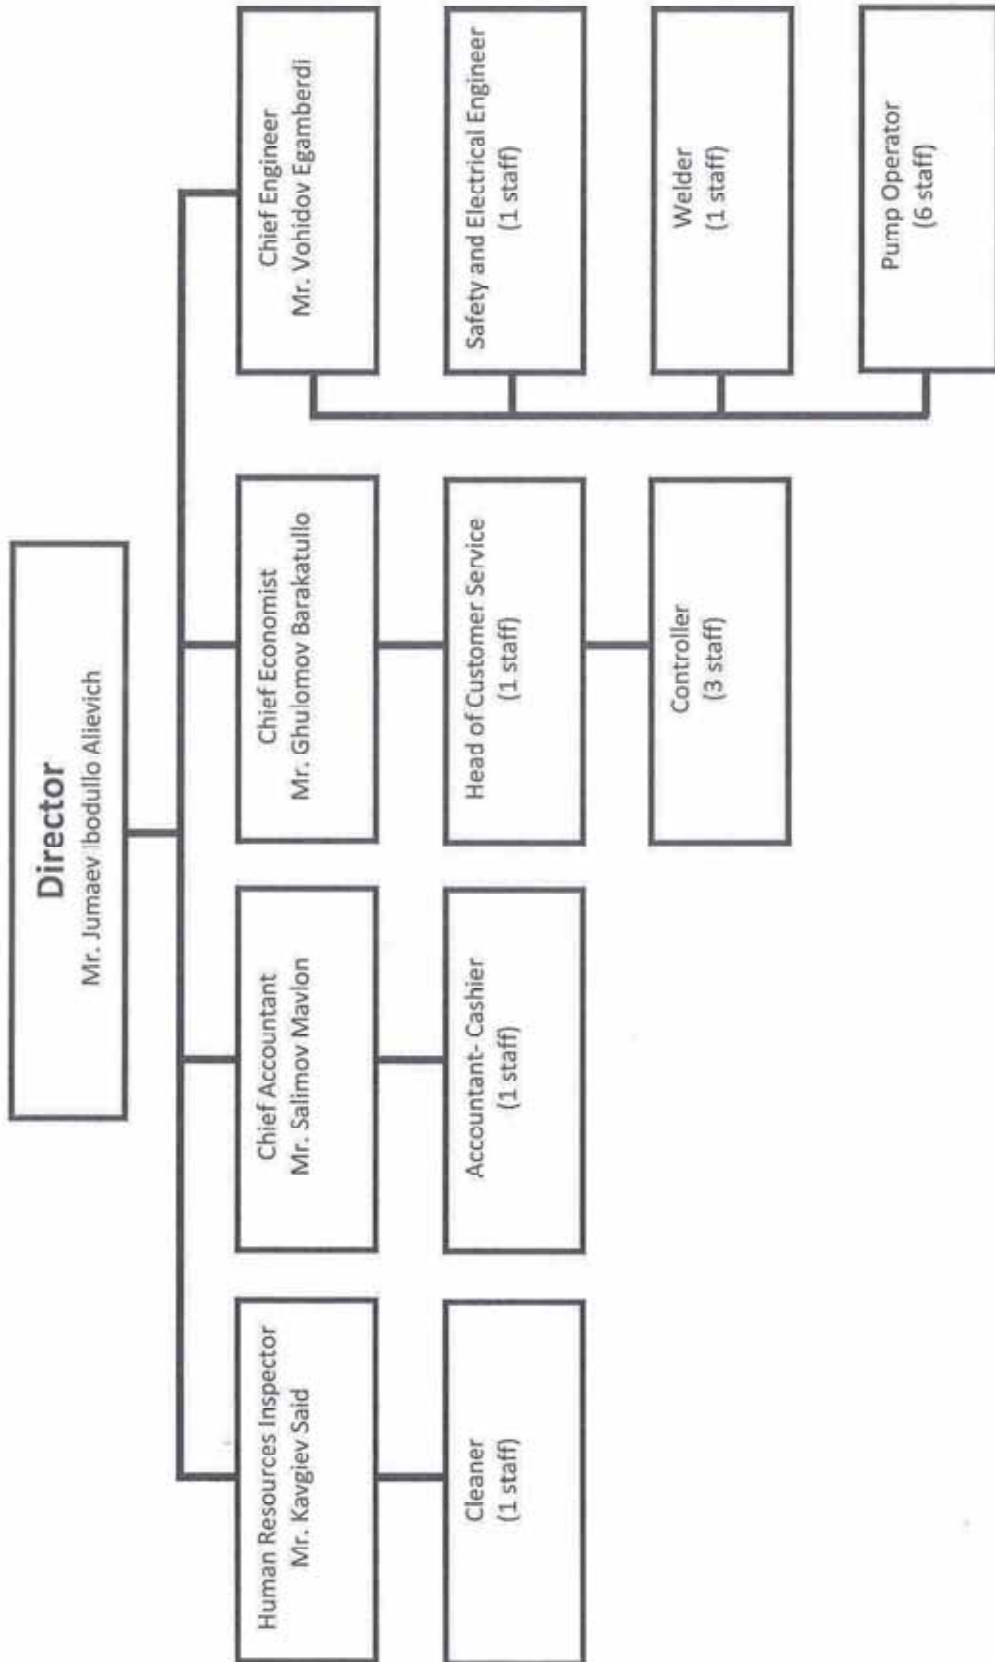 Director
Mr. Jumaev Ibodullo Alievich
Human Resources Inspector
Mr. Kavgiev Said
Chief Accountant
Mr. Salimov Mavlon
Chief Economist
Mr. Ghulomov Barakatullo
Chief Engineer
Mr. Vohidov Egamberdi
Cleaner
(1 staff)
Accountant- Cashier
(1 staff)
Head of Customer Service
(1 staff)
Safety and Electrical Engineer
(1 staff)
Controller
(3 staff)
Welder
(1 staff)
Pump Operator
(6 staff)